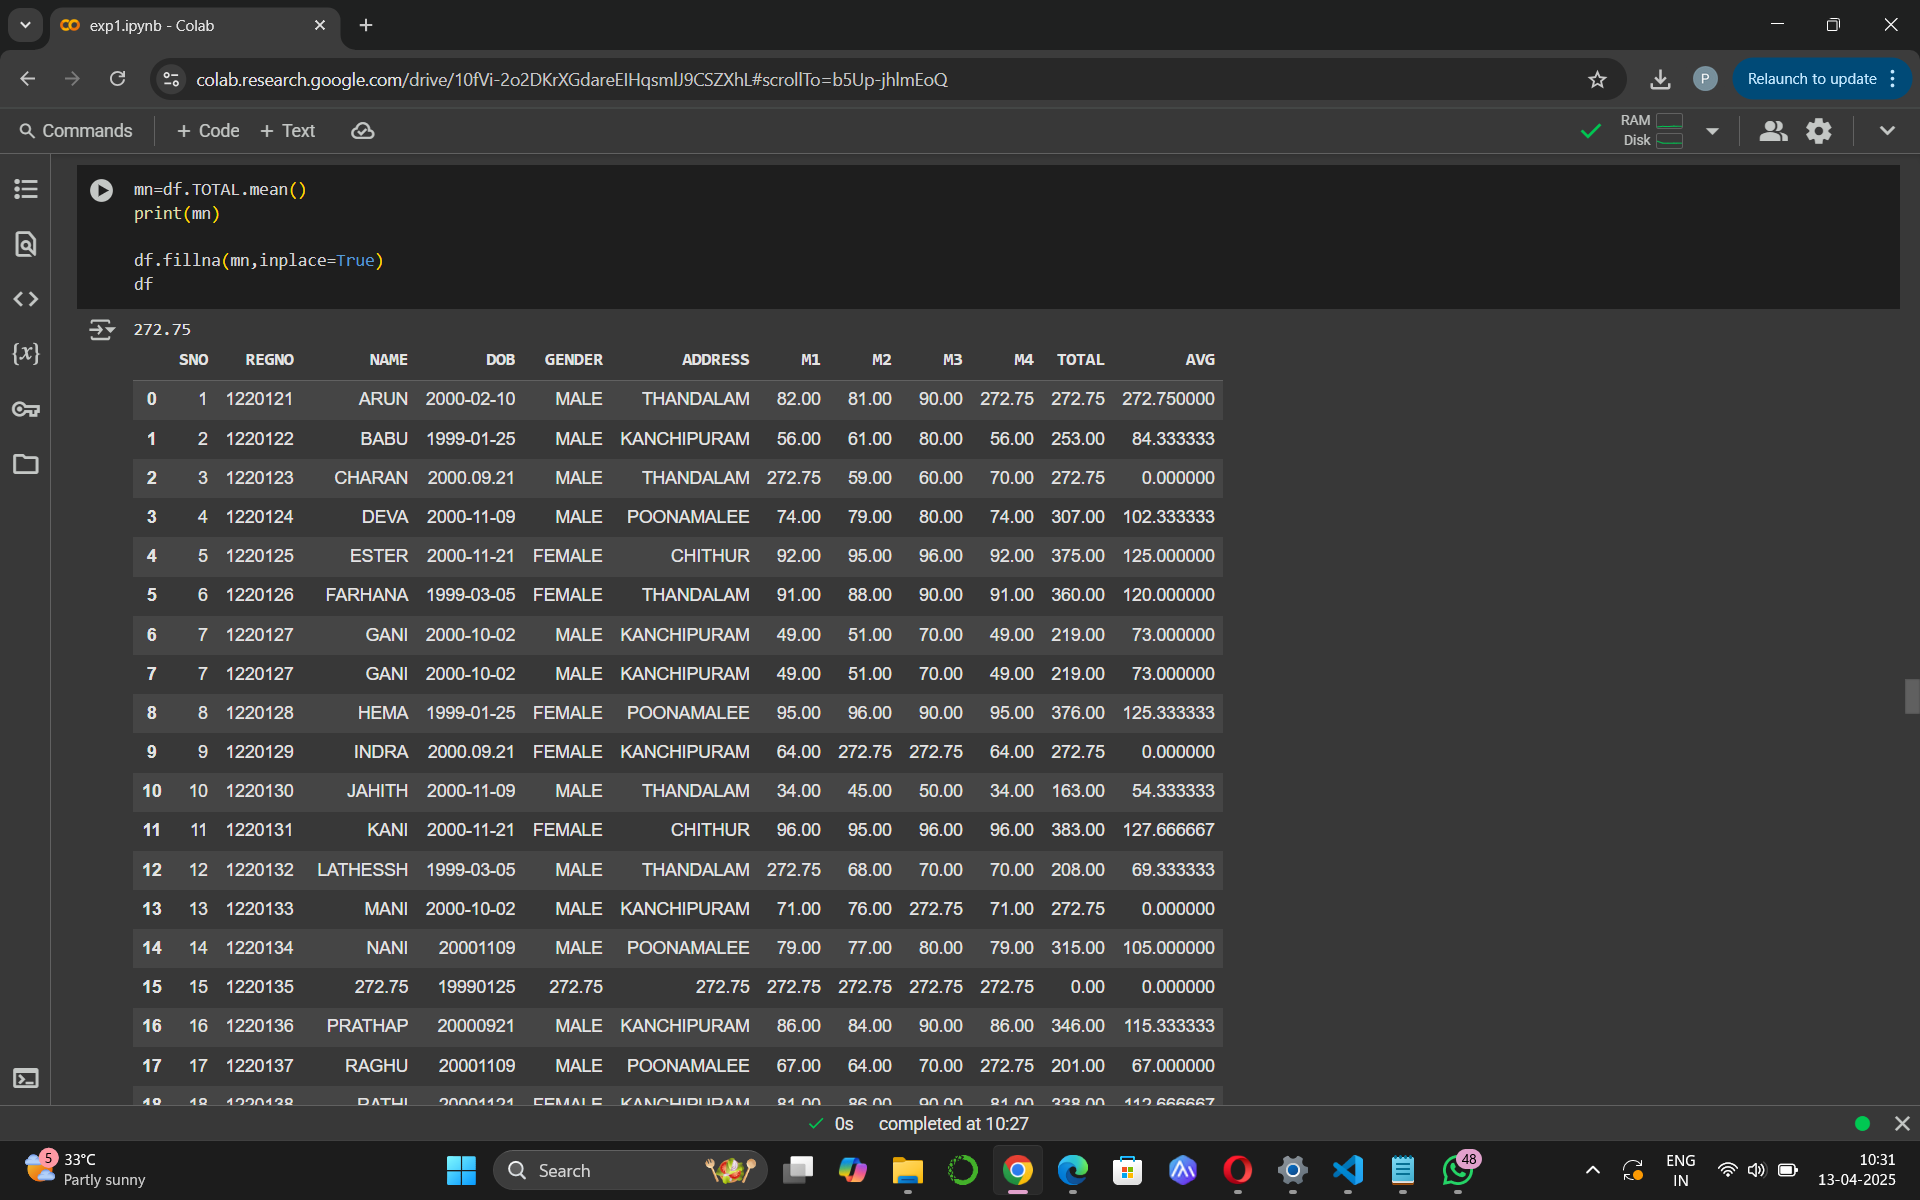 exp1.ipynb - Colab
colab.research.google.com/drive/10fVi-2o2DKrXGdareEIHqsmlJ9CSZXhL#scrollTo=b5Up-jhlmEoQ
P
Relaunch to update
Commands
+ Code
+ Text
RAM
Disk
mn=df.TOTAL.mean()
print(mn)
df.fillna(mn,inplace=True)
df
272.75
SNO REGNO NAME DOB GENDER ADDRESS M1 M2 M3 M4 TOTAL AVG
0 1 1220121 ARUN 2000-02-10 MALE THANDALAM 82.00 81.00 90.00 272.75 272.75 272.750000
1 2 1220122 BABU 1999-01-25 MALE KANCHIPURAM 56.00 61.00 80.00 56.00 253.00 84.333333
2 3 1220123 CHARAN 2000.09.21 MALE THANDALAM 272.75 59.00 60.00 70.00 272.75 0.000000
3 4 1220124 DEVA 2000-11-09 MALE POONAMALEE 74.00 79.00 80.00 74.00 307.00 102.333333
4 5 1220125 ESTER 2000-11-21 FEMALE CHITHUR 92.00 95.00 96.00 92.00 375.00 125.000000
5 6 1220126 FARHANA 1999-03-05 FEMALE THANDALAM 91.00 88.00 90.00 91.00 360.00 120.000000
6 7 1220127 GANI 2000-10-02 MALE KANCHIPURAM 49.00 51.00 70.00 49.00 219.00 73.000000
7 7 1220127 GANI 2000-10-02 MALE KANCHIPURAM 49.00 51.00 70.00 49.00 219.00 73.000000
8 8 1220128 HEMA 1999-01-25 FEMALE POONAMALEE 95.00 96.00 90.00 95.00 376.00 125.333333
9 9 1220129 INDRA 2000.09.21 FEMALE KANCHIPURAM 64.00 272.75 272.75 64.00 272.75 0.000000
10 10 1220130 JAHITH 2000-11-09 MALE THANDALAM 34.00 45.00 50.00 34.00 163.00 54.333333
11 11 1220131 KANI 2000-11-21 FEMALE CHITHUR 96.00 95.00 96.00 96.00 383.00 127.666667
12 12 1220132 LATHESSH 1999-03-05 MALE THANDALAM 272.75 68.00 70.00 70.00 208.00 69.333333
13 13 1220133 MANI 2000-10-02 MALE KANCHIPURAM 71.00 76.00 272.75 71.00 272.75 0.000000
14 14 1220134 NANI 20001109 MALE POONAMALEE 79.00 77.00 80.00 79.00 315.00 105.000000
15 15 1220135 272.75 19990125 272.75 272.75 272.75 272.75 272.75 272.75 0.00 0.000000
16 16 1220136 PRATHAP 20000921 MALE KANCHIPURAM 86.00 84.00 90.00 86.00 346.00 115.333333
17 17 1220137 RAGHU 20001109 MALE POONAMALEE 67.00 64.00 70.00 272.75 201.00 67.000000
18 18 1220138 RATHI 20001121 FEMALE KANCHIPURAM 81.00 86.00 90.00 81.00 338.00 112.666667
0s completed at 10:27
5
33°C
Partly sunny
Search
48
ENG
IN
10:31
13-04-2025